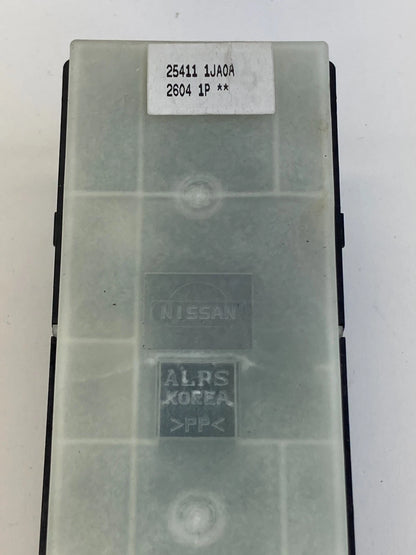 25411 1JA0A
2604 1P **
NISSAN
ALPS
KOREA
>PP<